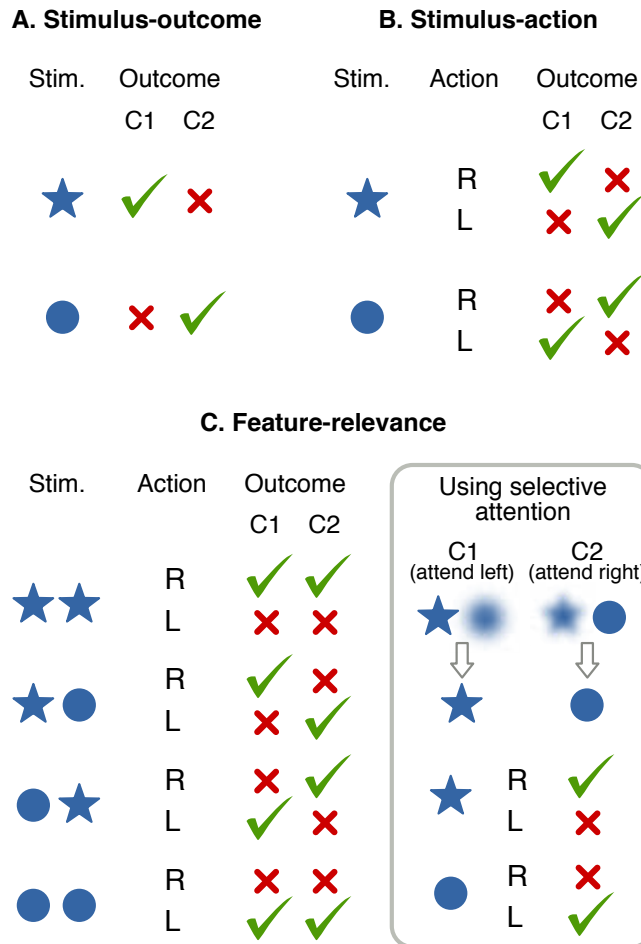 A. Stimulus-outcome
Stim. Outcome
C1 C2
B. Stimulus-action
Stim. Action Outcome
C1 C2
R
L
R
L
C. Feature-relevance
Stim. Action Outcome
C1 C2
R
L
R
L
R
L
R
L
Using selective
attention
C1 C2
(attend left) (attend right)
R
L
R
L